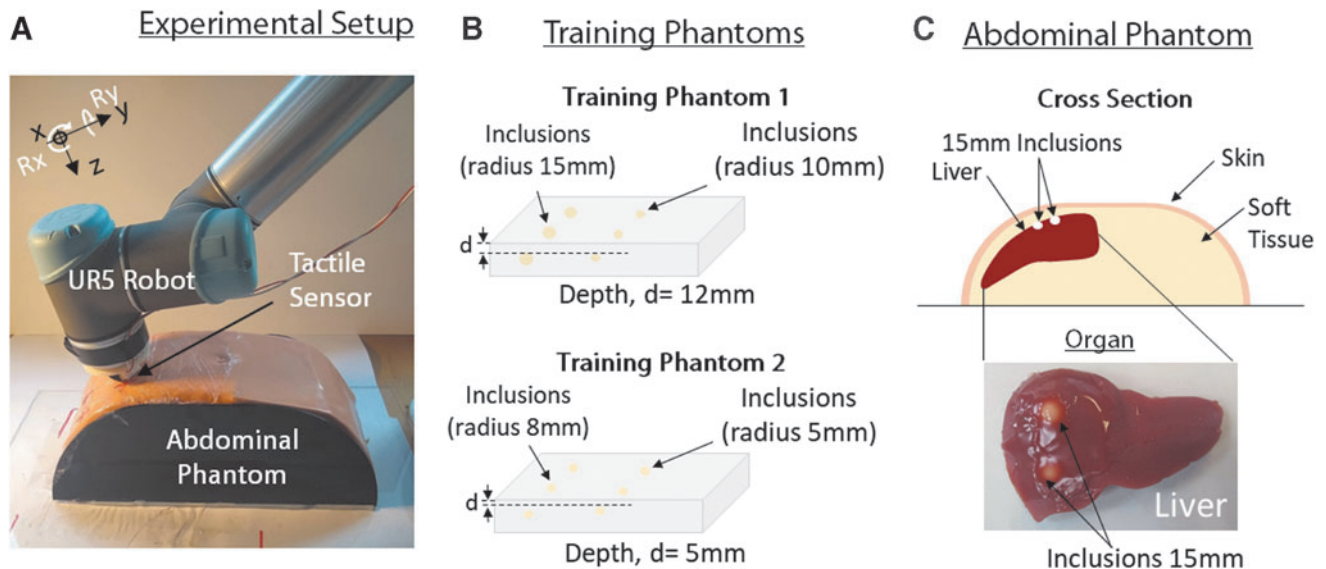 A
Experimental Setup
x
Ry
y
Rx
z
UR5 Robot
Tactile
Sensor
Abdominal
Phantom
B
Training Phantoms
Training Phantom 1
Inclusions
(radius 15mm)
Inclusions
(radius 10mm)
d
Depth, d= 12mm
Training Phantom 2
Inclusions
(radius 8mm)
Inclusions
(radius 5mm)
d
Depth, d= 5mm
C
Abdominal Phantom
Cross Section
15mm Inclusions
Liver
Skin
Soft
Tissue
Organ
Liver
Inclusions 15mm